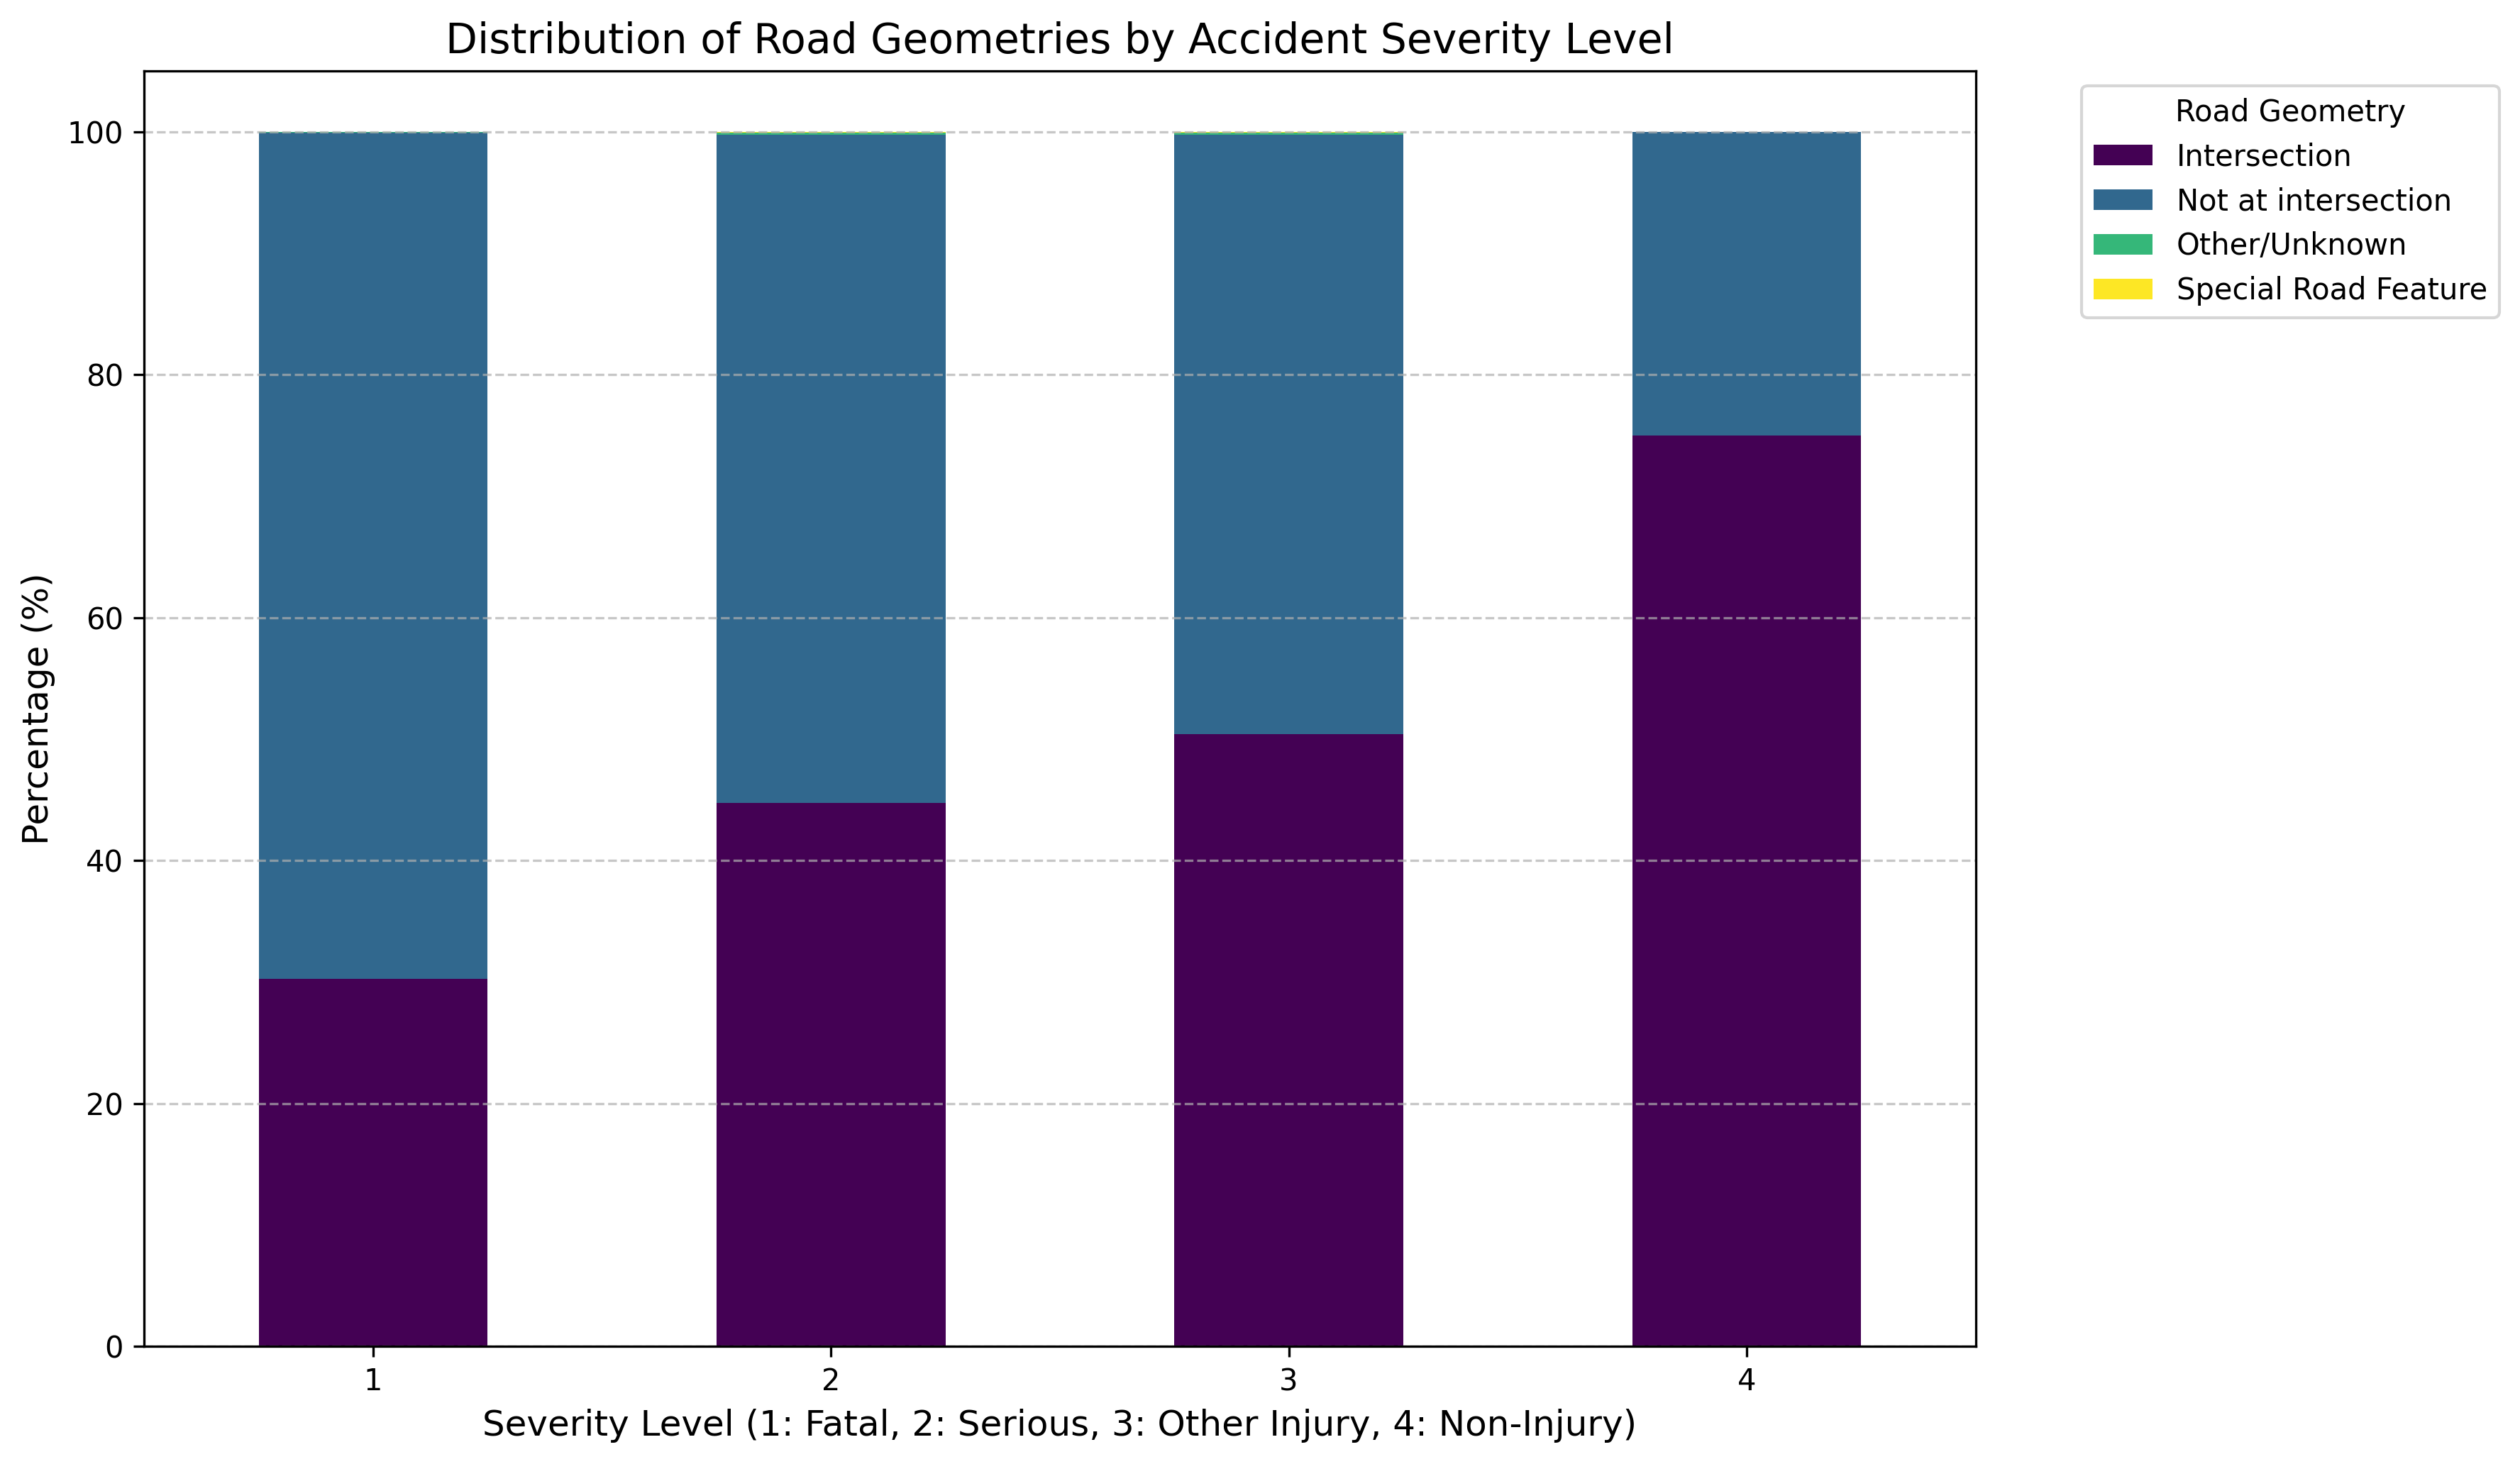 Distribution of Road Geometries by Accident Severity Level
Percentage (%)
100
80
60
40
20
0
1 2 3 4
Severity Level (1: Fatal, 2: Serious, 3: Other Injury, 4: Non-Injury)
Road Geometry
Intersection
Not at intersection
Other/Unknown
Special Road Feature